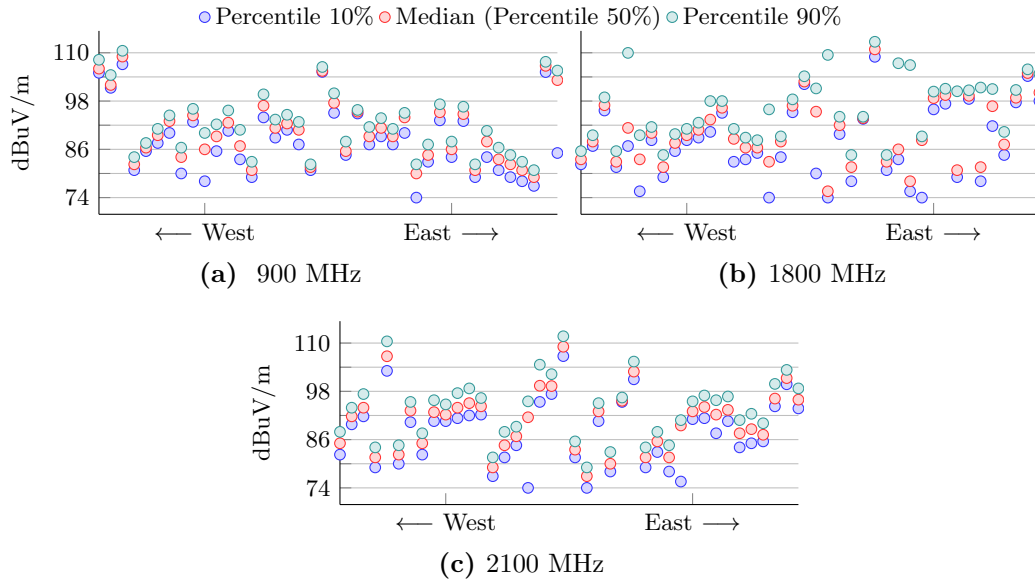 Percentile 10% Median (Percentile 50%) Percentile 90%
110
98
86
74
dBuV/m
⟵ West East ⟶
⟵ West East ⟶
(a) 900 MHz
(b) 1800 MHz
110
98
86
74
dBuV/m
⟵ West East ⟶
(c) 2100 MHz